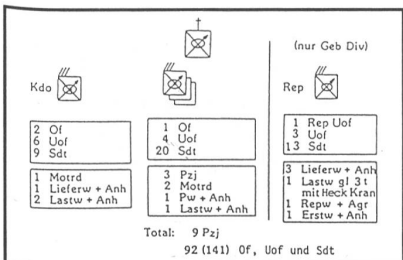 (nur Geb Div)
Kdo
2 Of
6 Uof
9 Sdt
1 Motrd
1 Lieferw + Anh
2 Lastw + Anh
1 Of
4 Uof
20 Sdt
3 Pzj
2 Motrd
1 Pw + Anh
1 Lastw + Anh
Rep
1 Rep Uof
3 Uof
13 Sdt
3 Lieferw + Anh
1 Lastw gl 3 t
mit Heck Kran
1 Repw + Agr
1 Erstw + Anh
Total: 9 Pzj
92 (141) Of, Uof und Sdt